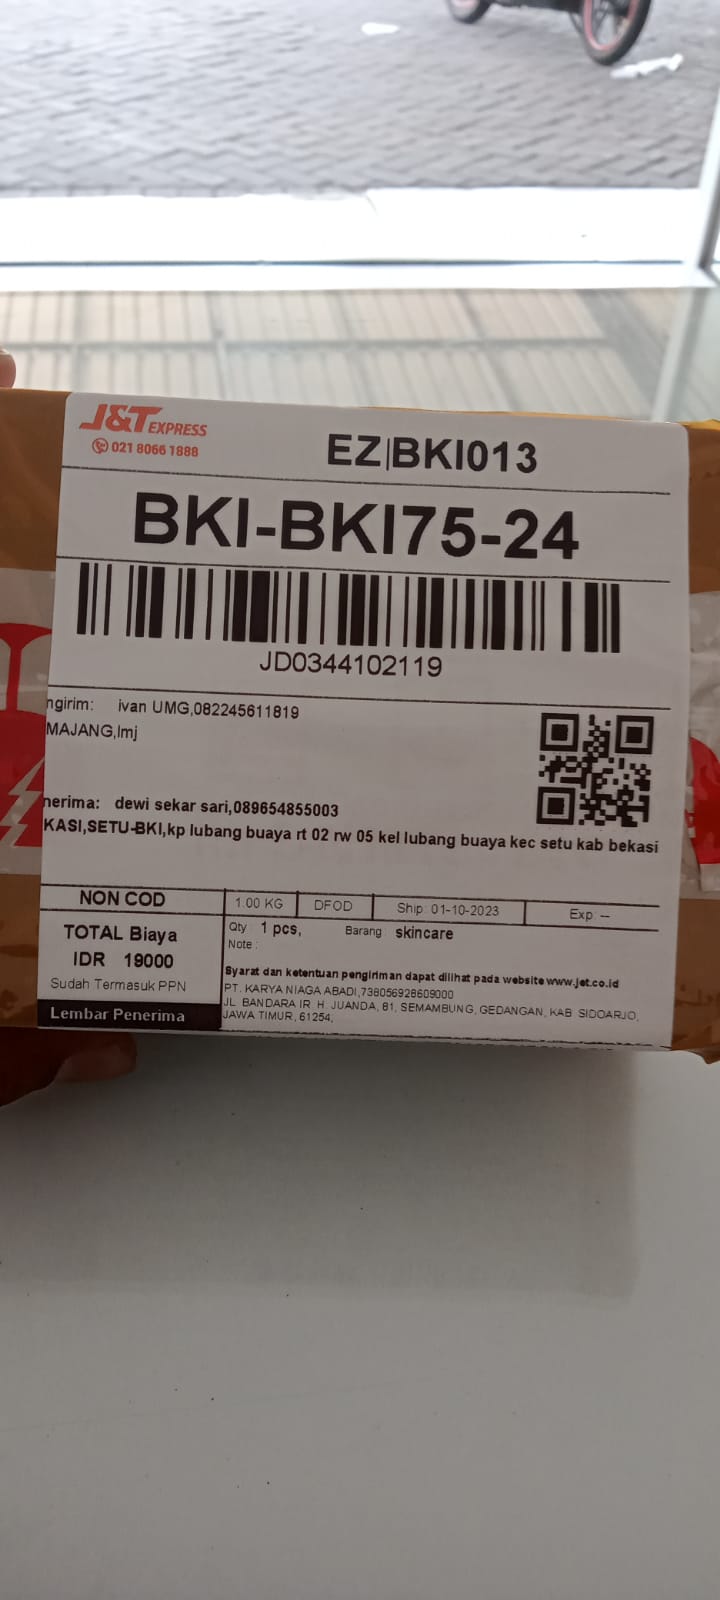 J&T EXPRESS
021 8066 1888
EZ|BKI013
BKI-BKI75-24
JD0344102119
ngirim: ivan UMG,082245611819
MAJANG,lmj
nerima: dewi sekar sari,089654855003
KASI,SETU-BKI,kp lubang buaya rt 02 rw 05 kel lubang buaya kec setu kab bekasi
NON COD
1.00 KG
DFOD
Ship: 01-10-2023
Exp: --
TOTAL Biaya
IDR 19000
Sudah Termasuk PPN
Lembar Penerima
Qty 1 pcs, Barang skincare
Note :
Syarat dan ketentuan pengiriman dapat dilihat pada website www.jet.co.id
PT. KARYA NIAGA ABADI,738056928609000
JL. BANDARA IR. H. JUANDA, 81, SEMAMBUNG, GEDANGAN, KAB. SIDOARJO,
JAWA TIMUR, 61254,